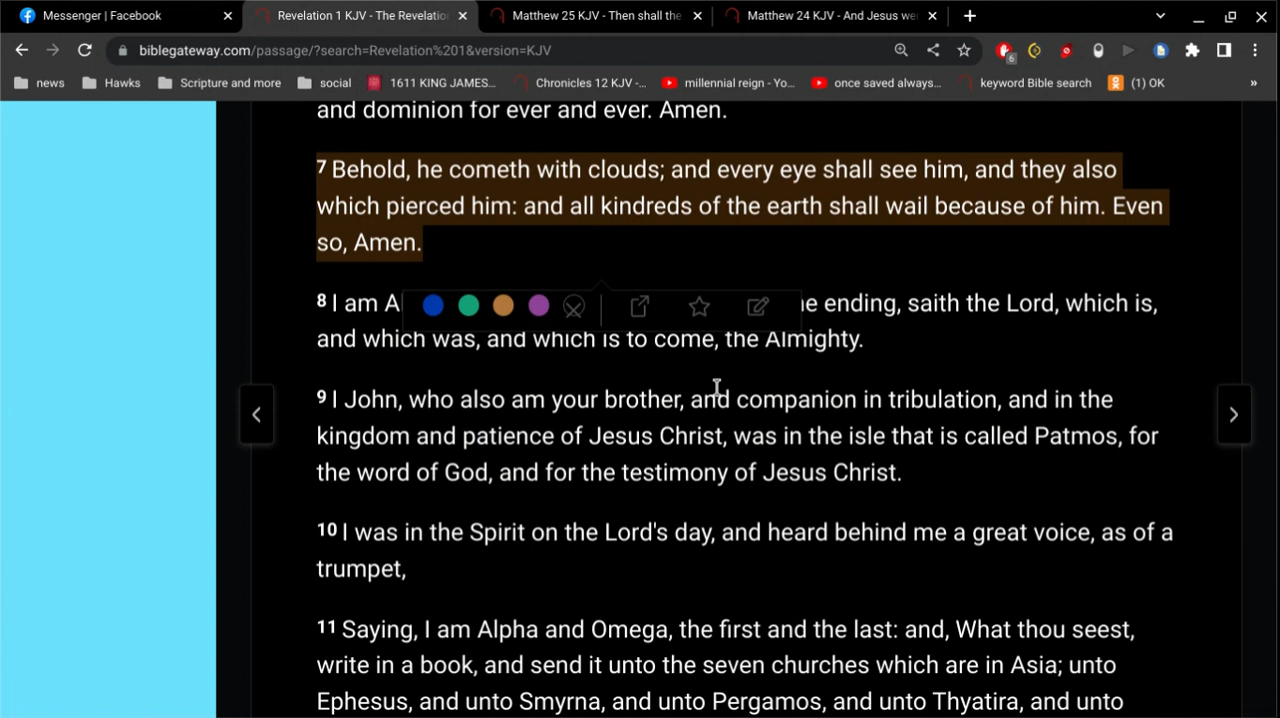 Messenger | Facebook
Revelation 1 KJV - The Revelatio
Matthew 25 KJV - Then shall the
Matthew 24 KJV - And Jesus we
biblegateway.com/passage/?search=Revelation%201&version=KJV
6
news
Hawks
Scripture and more
social
1611 KING JAMES...
Chronicles 12 KJV -...
millennial reign - Yo...
once saved always...
keyword Bible search
(1) OK
»
and dominion for ever and ever. Amen.
7 Behold, he cometh with clouds; and every eye shall see him, and they also
which pierced him: and all kindreds of the earth shall wail because of him. Even
so, Amen.
8 I am A ne ending, saith the Lord, which is,
and which was, and which is to come, the Almighty.
9 I John, who also am your brother, and companion in tribulation, and in the
kingdom and patience of Jesus Christ, was in the isle that is called Patmos, for
the word of God, and for the testimony of Jesus Christ.
10 I was in the Spirit on the Lord's day, and heard behind me a great voice, as of a
trumpet,
11 Saying, I am Alpha and Omega, the first and the last: and, What thou seest,
write in a book, and send it unto the seven churches which are in Asia; unto
Ephesus, and unto Smyrna, and unto Pergamos, and unto Thyatira, and unto